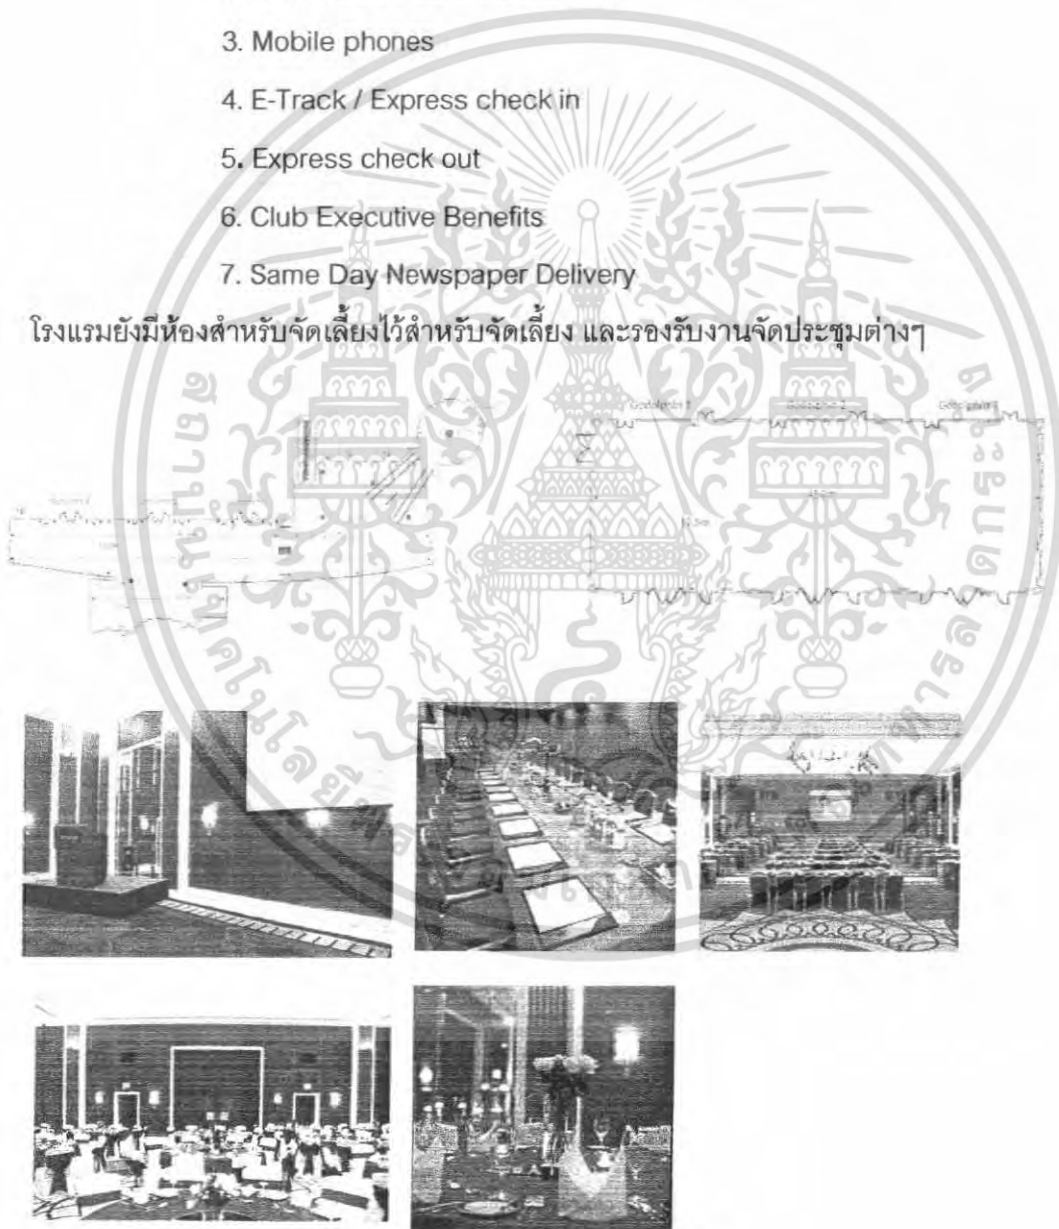 3. Mobile phones
4. E-Track / Express check in
5. Express check out
6. Club Executive Benefits
7. Same Day Newspaper Delivery
โรงแรมยังมีห้องสำหรับจัดเลี้ยงไว้สำหรับจัดเลี้ยง และรองรับงานจัดประชุมต่างๆ
Godolphin 1
Godolphin 2